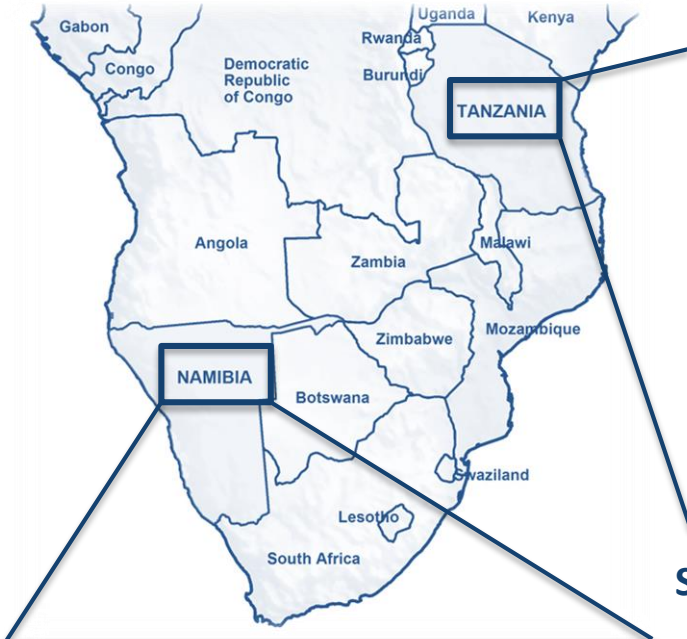 Gabon
Uganda
Kenya
Rwanda
Congo
Democratic
Republic
of Congo
Burundi
TANZANIA
Angola
Zambia
Malawi
Zimbabwe
Mozambique
NAMIBIA
Botswana
Swaziland
Lesotho
South Africa
S